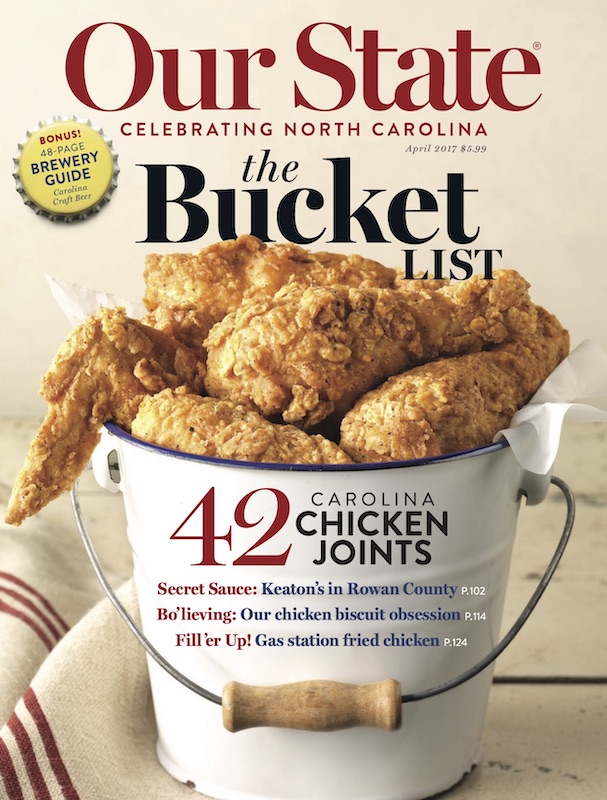 Our State®
CELEBRATING NORTH CAROLINA
April 2017 $5.99
BONUS!
48-PAGE
BREWERY
GUIDE
Carolina
Craft Beer
the
Bucket
LIST
42 CAROLINA
CHICKEN
JOINTS
Secret Sauce: Keaton's in Rowan County P.102
Bo'lieving: Our chicken biscuit obsession P.114
Fill'er Up! Gas station fried chicken P.124